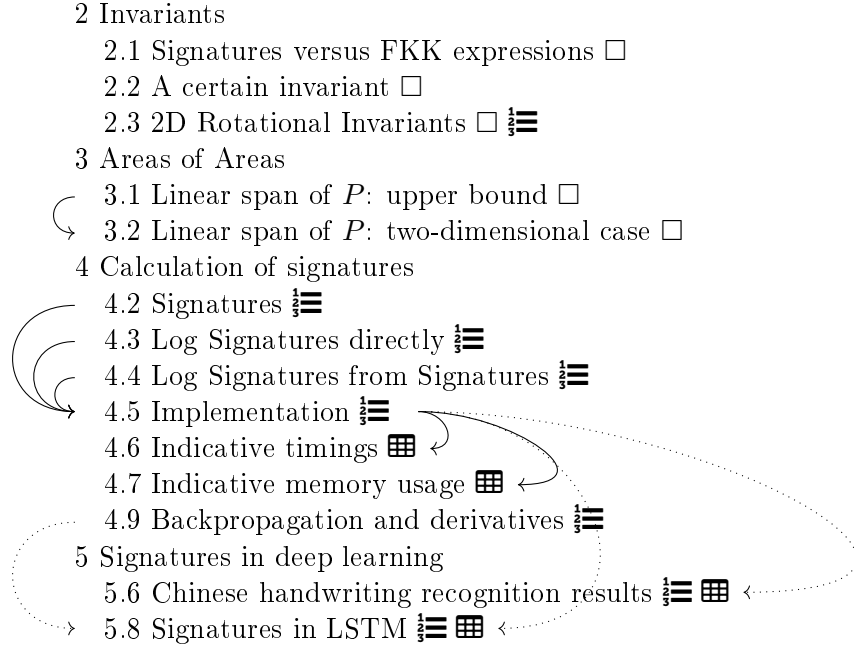 2 Invariants
2.1 Signatures versus FKK expressions □
2.2 A certain invariant □
2.3 2D Rotational Invariants □
3 Areas of Areas
3.1 Linear span of P: upper bound □
3.2 Linear span of P: two-dimensional case □
4 Calculation of signatures
4.2 Signatures
4.3 Log Signatures directly
4.4 Log Signatures from Signatures
4.5 Implementation
4.6 Indicative timings
4.7 Indicative memory usage
4.9 Backpropagation and derivatives
5 Signatures in deep learning
5.6 Chinese handwriting recognition results
5.8 Signatures in LSTM